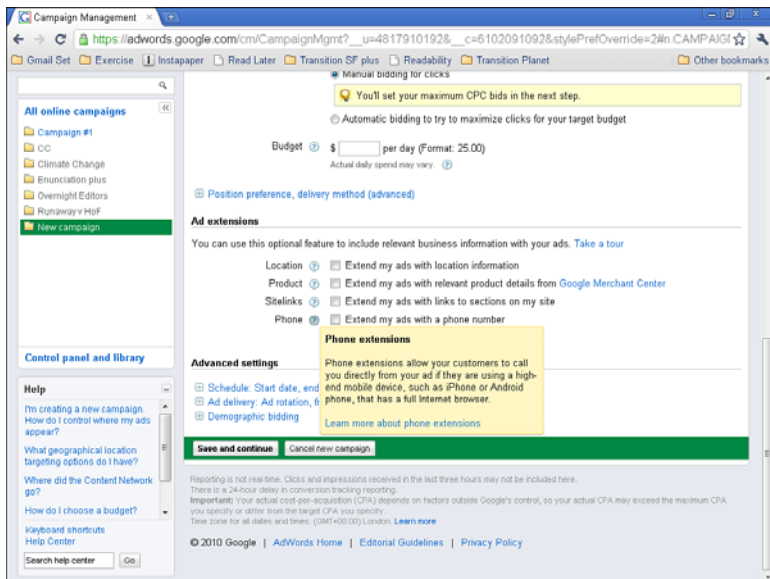 Campaign Management
https://adwords.google.com/cm/CampaignMgmt?__u=4817910192&__c=6102091092&stylePrefOverride=2#n.CAMPAIGN
Gmail Set Exercise Instapaper Read Later Transition SF plus Readability Transition Planet Other bookmarks
All online campaigns
Campaign #1
CC
Climate Change
Enunciation plus
Overnight Editors
Runaway v HoF
New campaign
Control panel and library
Help
I'm creating a new campaign.
How do I control where my ads
appear?
What geographical location
targeting options do I have?
Where did the Content Network
go?
How do I choose a budget?
Keyboard shortcuts
Help Center
Search help center Go
Manual bidding for clicks
You'll set your maximum CPC bids in the next step.
Automatic bidding to try to maximize clicks for your target budget
Budget ? $ per day (Format: 25.00)
Actual daily spend may vary. ?
Position preference, delivery method (advanced)
Ad extensions
You can use this optional feature to include relevant business information with your ads. Take a tour
Location ? Extend my ads with location information
Product ? Extend my ads with relevant product details from Google Merchant Center
Sitelinks ? Extend my ads with links to sections on my site
Phone ? Extend my ads with a phone number
Phone extensions
Phone extensions allow your customers to call
you directly from your ad if they are using a high-
end mobile device, such as iPhone or Android
phone, that has a full Internet browser.
Learn more about phone extensions
Advanced settings
Schedule: Start date, end
Ad delivery: Ad rotation, fr
Demographic bidding
Save and continue Cancel new campaign
Reporting is not real-time. Clicks and impressions received in the last three hours may not be included here.
There is a 24-hour delay in conversion tracking reporting.
Important: Your actual cost-per-acquisition (CPA) depends on factors outside Google's control, so your actual CPA may exceed the maximum CPA
you specify or differ from the target CPA you specify.
Time zone for all dates and times: (GMT+00:00) London. Learn more
© 2010 Google | AdWords Home | Editorial Guidelines | Privacy Policy